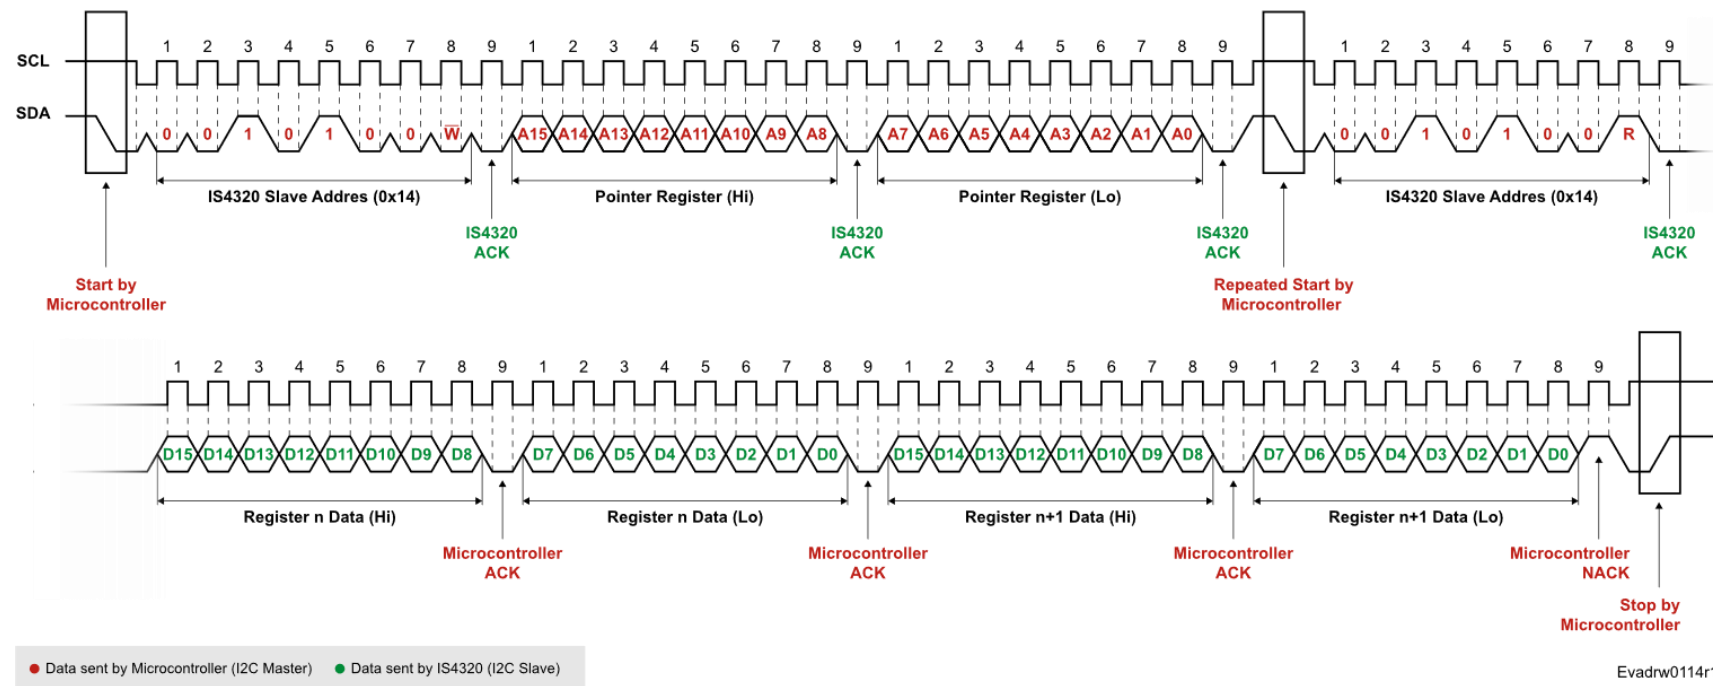 1 2 3 4 5 6 7 8 9 1 2 3 4 5 6 7 8 9 1 2 3 4 5 6 7 8 9 1 2 3 4 5 6 7 8 9
SCL
SDA
0 0 1 0 1 0 0 W̅ A15 A14 A13 A12 A11 A10 A9 A8 A7 A6 A5 A4 A3 A2 A1 A0 0 0 1 0 1 0 0 R
IS4320 Slave Addres (0x14) Pointer Register (Hi) Pointer Register (Lo) IS4320 Slave Addres (0x14)
IS4320 IS4320 IS4320 IS4320
ACK ACK ACK ACK
Start by Repeated Start by
Microcontroller Microcontroller
1 2 3 4 5 6 7 8 9 1 2 3 4 5 6 7 8 9 1 2 3 4 5 6 7 8 9 1 2 3 4 5 6 7 8 9
D15 D14 D13 D12 D11 D10 D9 D8 D7 D6 D5 D4 D3 D2 D1 D0 D15 D14 D13 D12 D11 D10 D9 D8 D7 D6 D5 D4 D3 D2 D1 D0
Register n Data (Hi) Register n Data (Lo) Register n+1 Data (Hi) Register n+1 Data (Lo)
Microcontroller Microcontroller Microcontroller Microcontroller
ACK ACK ACK NACK
Stop by
Microcontroller
Data sent by Microcontroller (I2C Master) Data sent by IS4320 (I2C Slave)
Evadrw0114r1